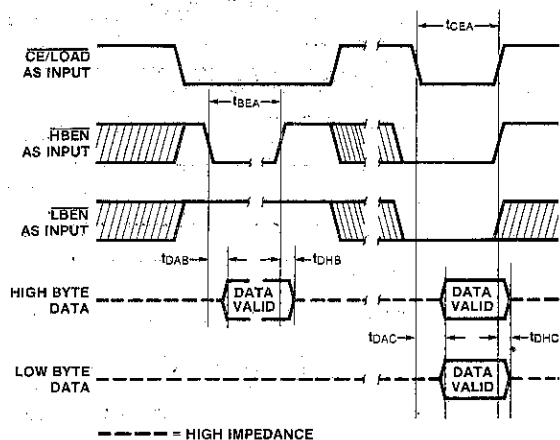 CE/LOAD
AS INPUT
tCEA
tBEA
HBEN
AS INPUT
LBEN
AS INPUT
tDAB
tDHB
HIGH BYTE
DATA
DATA
VALID
DATA
VALID
tDAC
tDHC
LOW BYTE
DATA
DATA
VALID
= HIGH IMPEDANCE